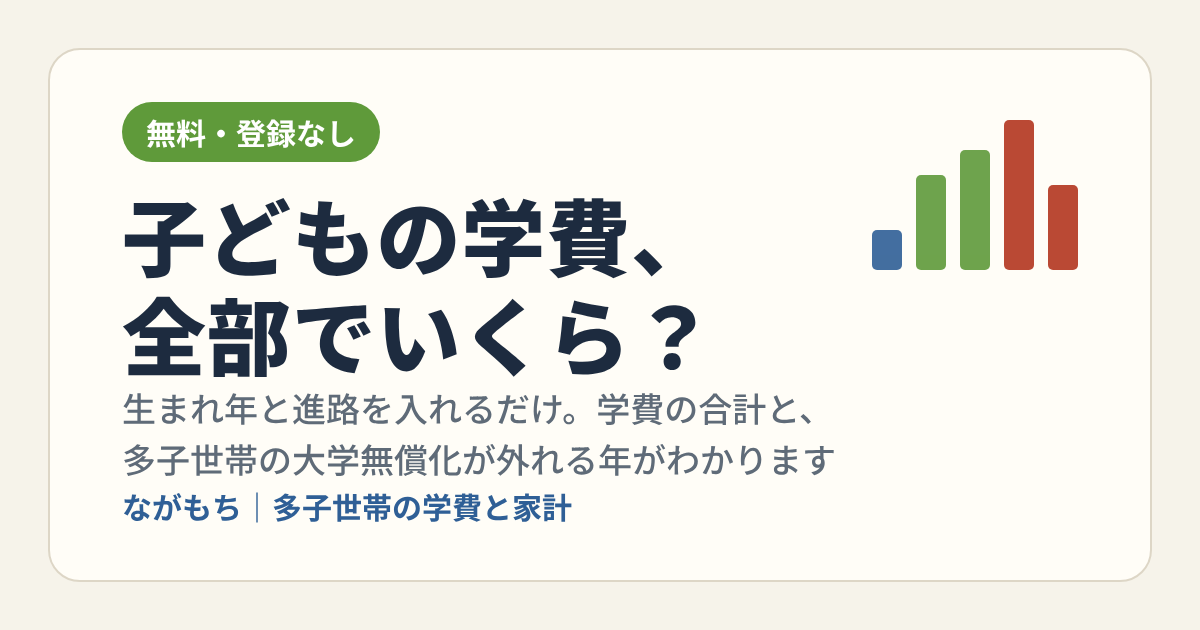 無料・登録なし
子どもの学費、
全部でいくら？
生まれ年と進路を入れるだけ。学費の合計と、
多子世帯の大学無償化が外れる年がわかります
ながもち｜多子世帯の学費と家計